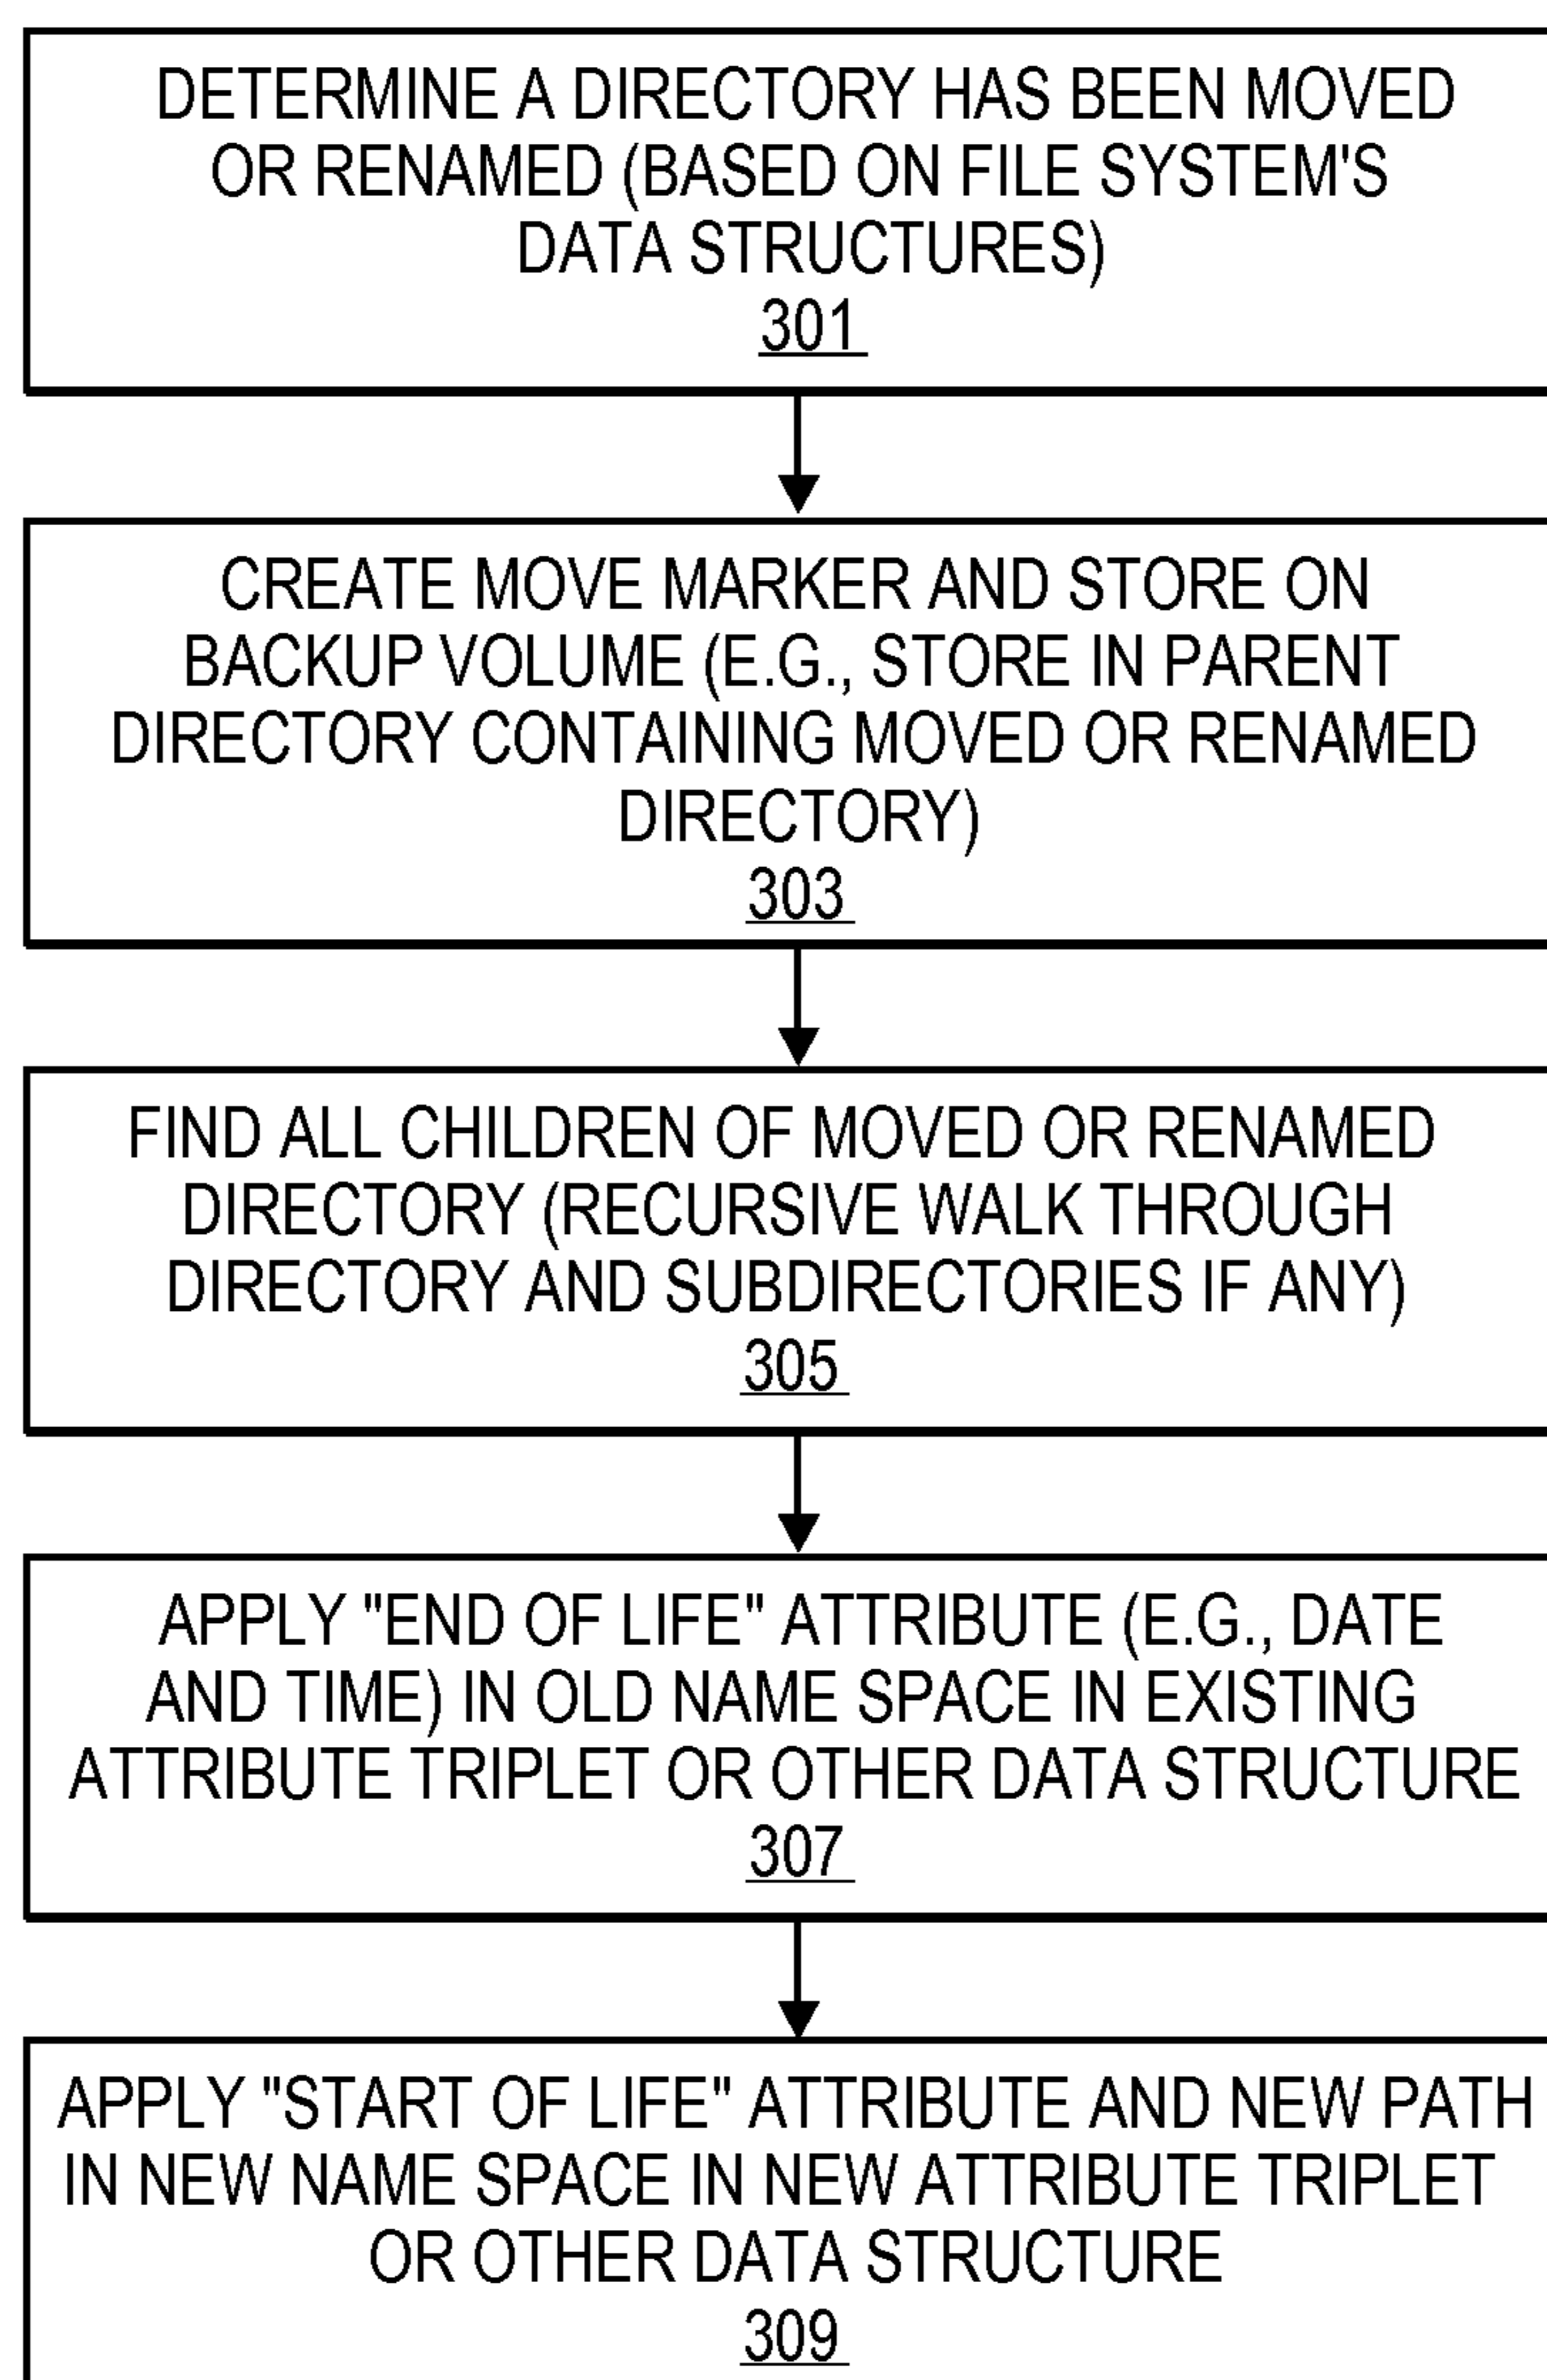 DETERMINE A DIRECTORY HAS BEEN MOVED
OR RENAMED (BASED ON FILE SYSTEM'S
DATA STRUCTURES)
301
CREATE MOVE MARKER AND STORE ON
BACKUP VOLUME (E.G., STORE IN PARENT
DIRECTORY CONTAINING MOVED OR RENAMED
DIRECTORY)
303
FIND ALL CHILDREN OF MOVED OR RENAMED
DIRECTORY (RECURSIVE WALK THROUGH
DIRECTORY AND SUBDIRECTORIES IF ANY)
305
APPLY "END OF LIFE" ATTRIBUTE (E.G., DATE
AND TIME) IN OLD NAME SPACE IN EXISTING
ATTRIBUTE TRIPLET OR OTHER DATA STRUCTURE
307
APPLY "START OF LIFE" ATTRIBUTE AND NEW PATH
IN NEW NAME SPACE IN NEW ATTRIBUTE TRIPLET
OR OTHER DATA STRUCTURE
309